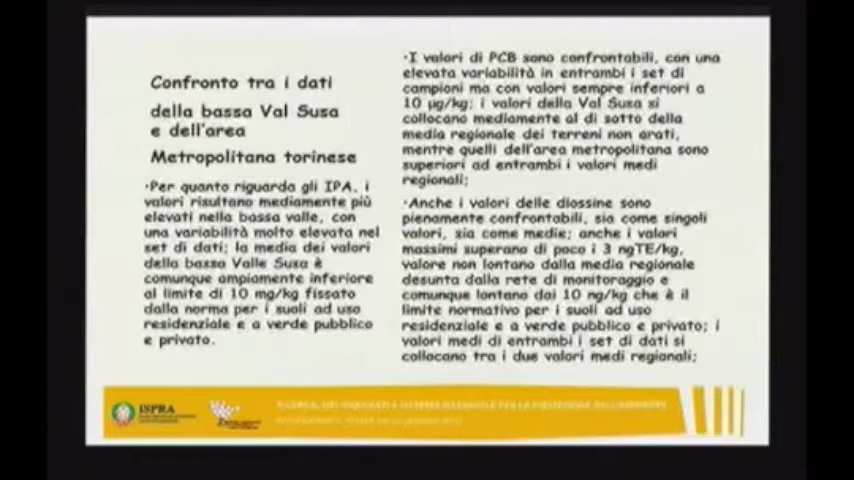 Confronto tra i dati
della bassa Val Susa
e dell'area
Metropolitana torinese
•Per quanto riguarda gli IPA, i
valori risultano mediamente più
elevati nella bassa valle, con
una variabilità molto elevata nel
set di dati; la media dei valori
della bassa Valle Susa è
comunque ampiamente inferiore
al limite di 10 mg/kg fissato
dalla norma per i suoli ad uso
residenziale e a verde pubblico
e privato.
•I valori di PCB sono confrontabili, con una
elevata variabilità in entrambi i set di
campioni ma con valori sempre inferiori a
10 µg/kg; i valori della Val Susa si
collocano mediamente al di sotto della
media regionale dei terreni non arati,
mentre quelli dell'area metropolitana sono
superiori ad entrambi i valori medi
regionali;
•Anche i valori delle diossine sono
pienamente confrontabili, sia come singoli
valori, sia come medie; anche i valori
massimi superano di poco i 3 ngTE/kg,
valore non lontano dalla media regionale
desunta dalla rete di monitoraggio e
comunque lontano dai 10 ng/kg che è il
limite normativo per i suoli ad uso
residenziale e a verde pubblico e privato; i
valori medi di entrambi i set di dati si
collocano tra i due valori medi regionali;
ISPRA